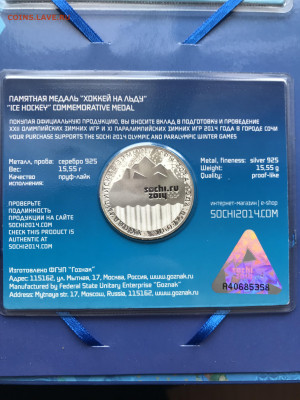 COINS.LAVE.RU
ПАМЯТНАЯ МЕДАЛЬ "ХОККЕЙ НА ЛЬДУ"
"ICE HOCKEY" COMMEMORATIVE MEDAL
ПОКУПАЯ ОФИЦИАЛЬНУЮ ПРОДУКЦИЮ, ВЫ ВНОСИТЕ ВКЛАД В ПОДГОТОВКУ И ПРОВЕДЕНИЕ
XXII ОЛИМПИЙСКИХ ЗИМНИХ ИГР И XI ПАРАЛИМПИЙСКИХ ЗИМНИХ ИГР 2014 ГОДА В ГОРОДЕ СОЧИ
YOUR PURCHASE SUPPORTS THE SOCHI 2014 OLYMPIC AND PARALYMPIC WINTER GAMES
Металл, проба: серебро 925
Вес: 15,55 г
Качество исполнения: пруф-лайк
Metal, fineness: silver 925
Weight: 15,55 g
Quality: proof-like
sochi.ru
2014
ПРОВЕРЬТЕ
ПОДЛИННОСТЬ
ПРОДУКЦИИ НА САЙТЕ
SOCHI2014.COM
CHECK THIS PRODUCT IS
AUTHENTIC AT
SOCHI2014.COM
интернет-магазин | e-shop
SOCHI2014.COM
A40685358
Изготовлено ФГУП "Гознак"
Адрес: 115162, ул. Мытная, 17, Москва, Россия, www.goznak.ru
Manufactured by Federal State Unitary Enterprise "Goznak"
Address: Mytnaya str. 17, Moscow, Russia, 115162, www.goznak.ru